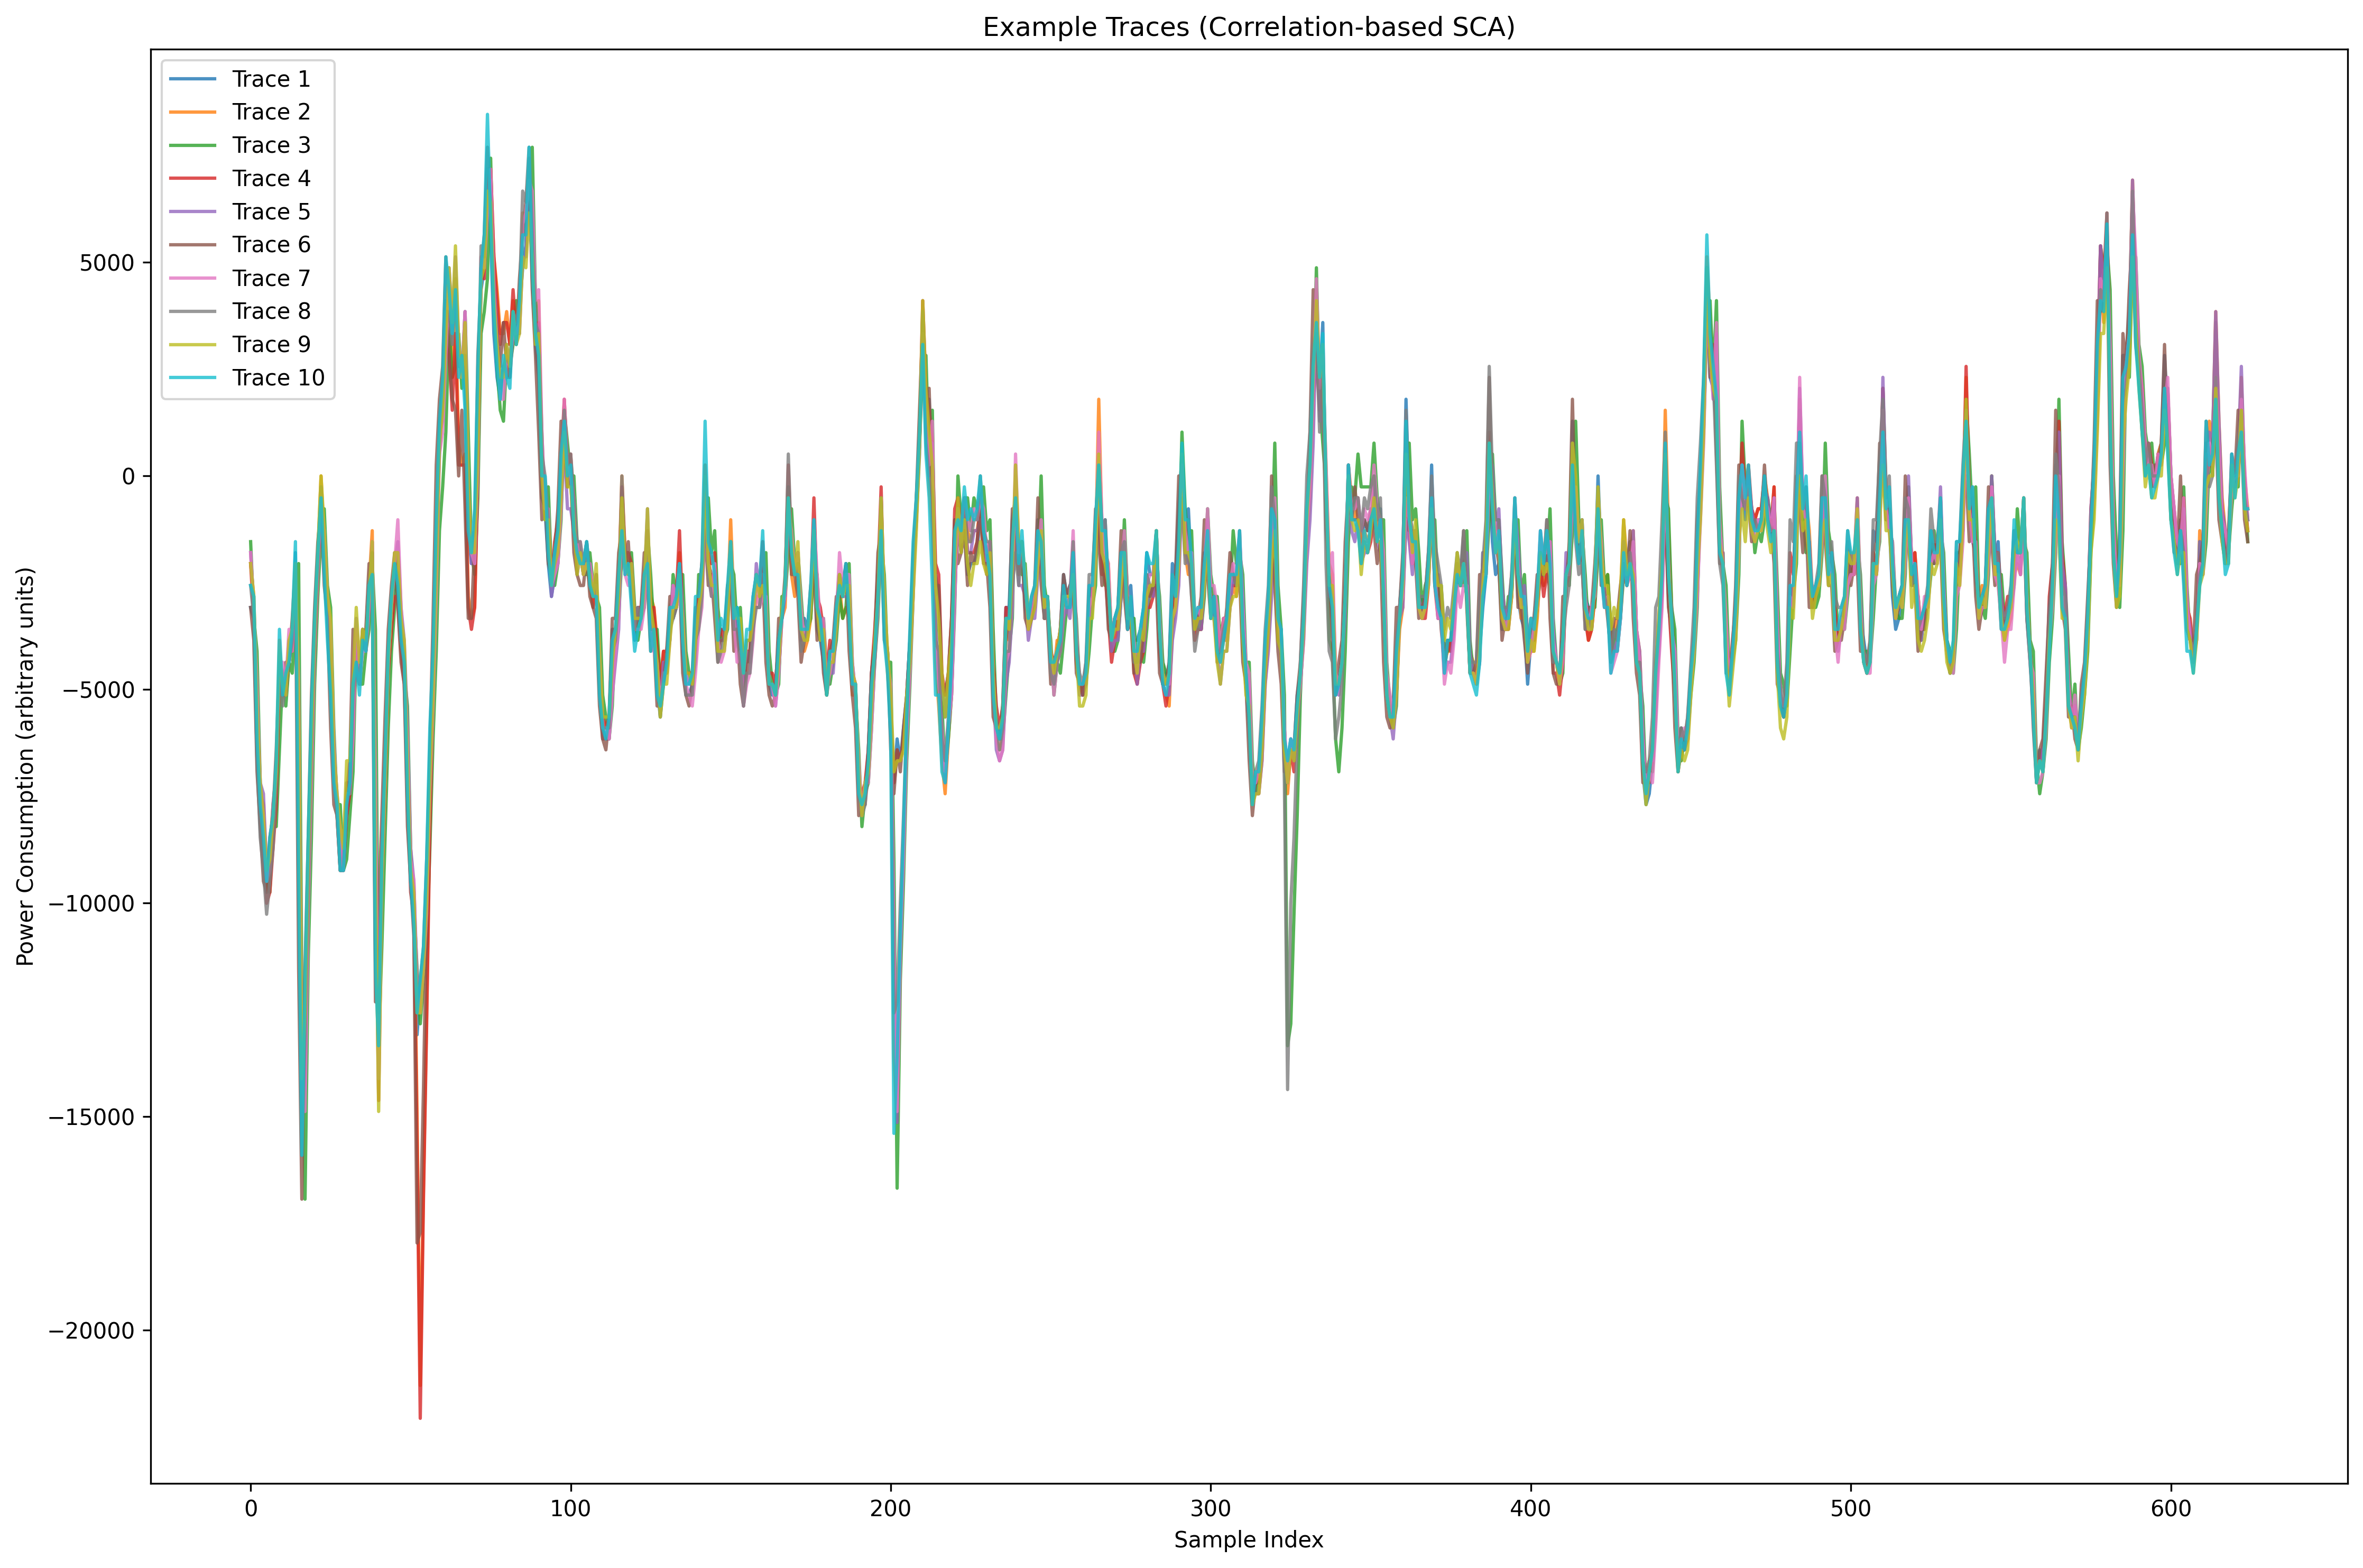 Example Traces (Correlation-based SCA)
Trace 1
Trace 2
Trace 3
Trace 4
Trace 5
Trace 6
Trace 7
Trace 8
Trace 9
Trace 10
Power Consumption (arbitrary units)
5000
0
−5000
−10000
−15000
−20000
0 100 200 300 400 500 600
Sample Index